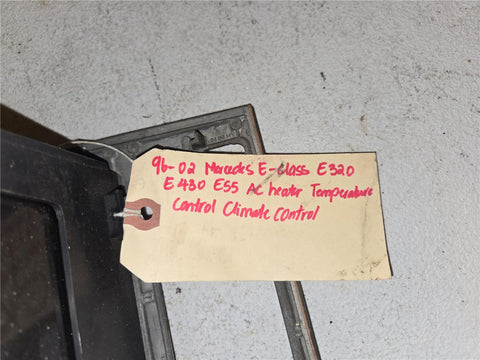 96-02 Mercedes E-Class E320
E430 E55 AC heater Temperature
Control Climate Control